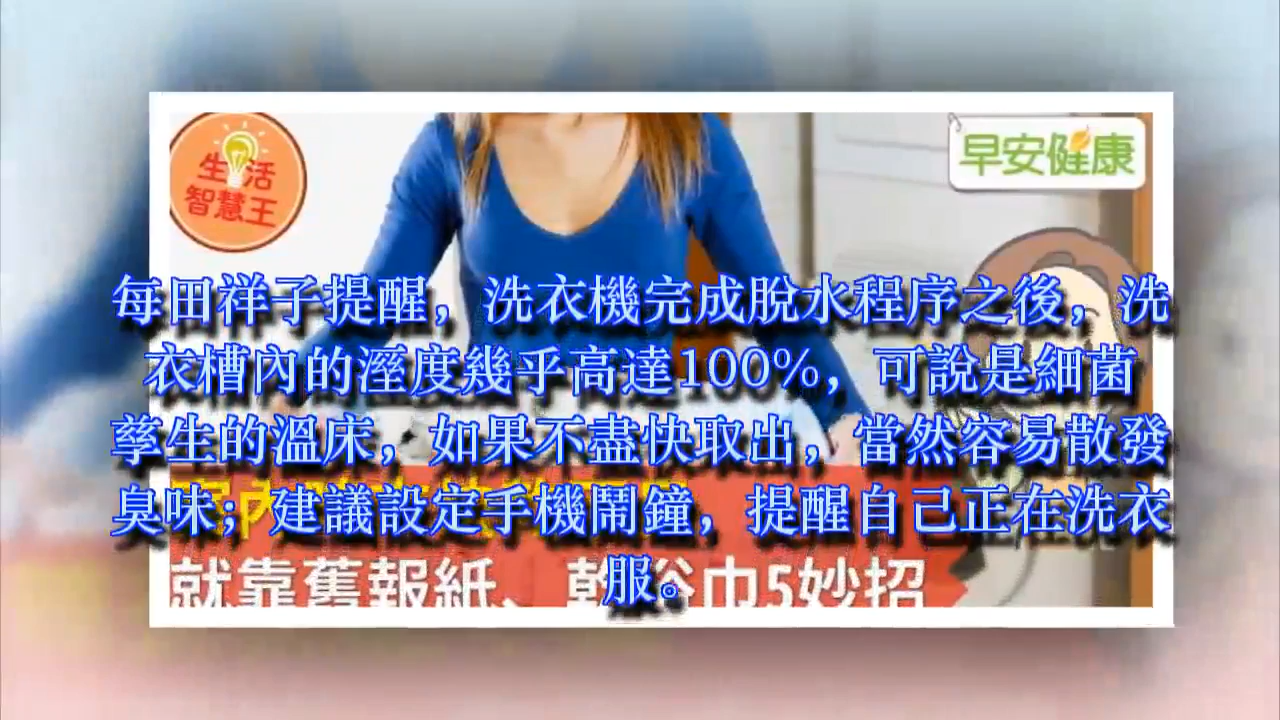 生活
智慧王
早安健康
每田祥子提醒，洗衣機完成脫水程序之後，洗
衣槽內的溼度幾乎高達100%，可說是細菌
孳生的溫床，如果不盡快取出，當然容易散發
臭味；建議設定手機鬧鐘，提醒自己正在洗衣
服。
就靠舊報紙、乾浴巾5妙招